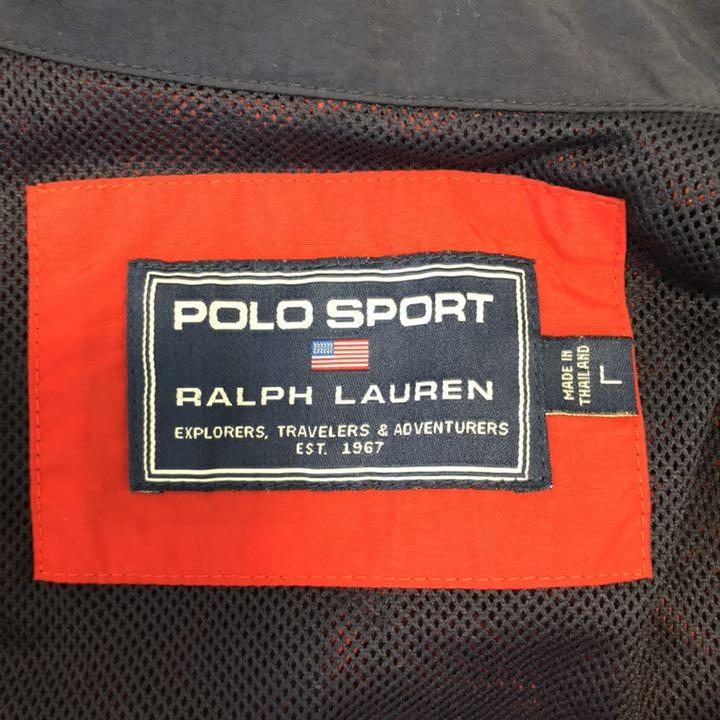 POLO SPORT
RALPH LAUREN
EXPLORERS, TRAVELERS & ADVENTURERS
EST. 1967
MADE IN
THAILAND
L